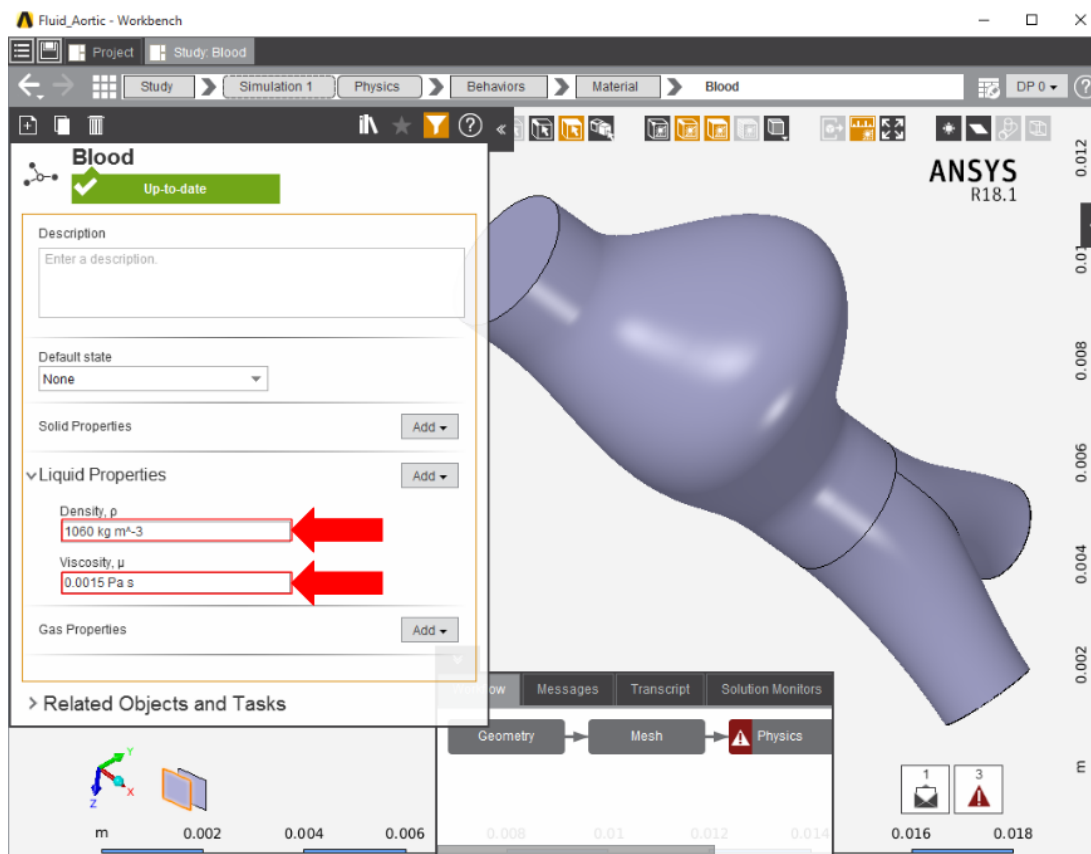 Fluid_Aortic - Workbench
Project
Study: Blood
Study
Simulation 1
Physics
Behaviors
Material
Blood
DP 0
Blood
Up-to-date
Description
Enter a description.
Default state
None
Solid Properties
Add
Liquid Properties
Add
Density, ρ
1060 kg m^-3
Viscosity, μ
0.0015 Pa s
Gas Properties
Add
Related Objects and Tasks
ANSYS
R18.1
0.012
0.01
0.008
0.006
0.004
0.002
m
Messages
Transcript
Solution Monitors
Geometry
Mesh
Physics
Y
X
Z
1
3
m
0.002
0.004
0.006
0.008
0.01
0.012
0.014
0.016
0.018